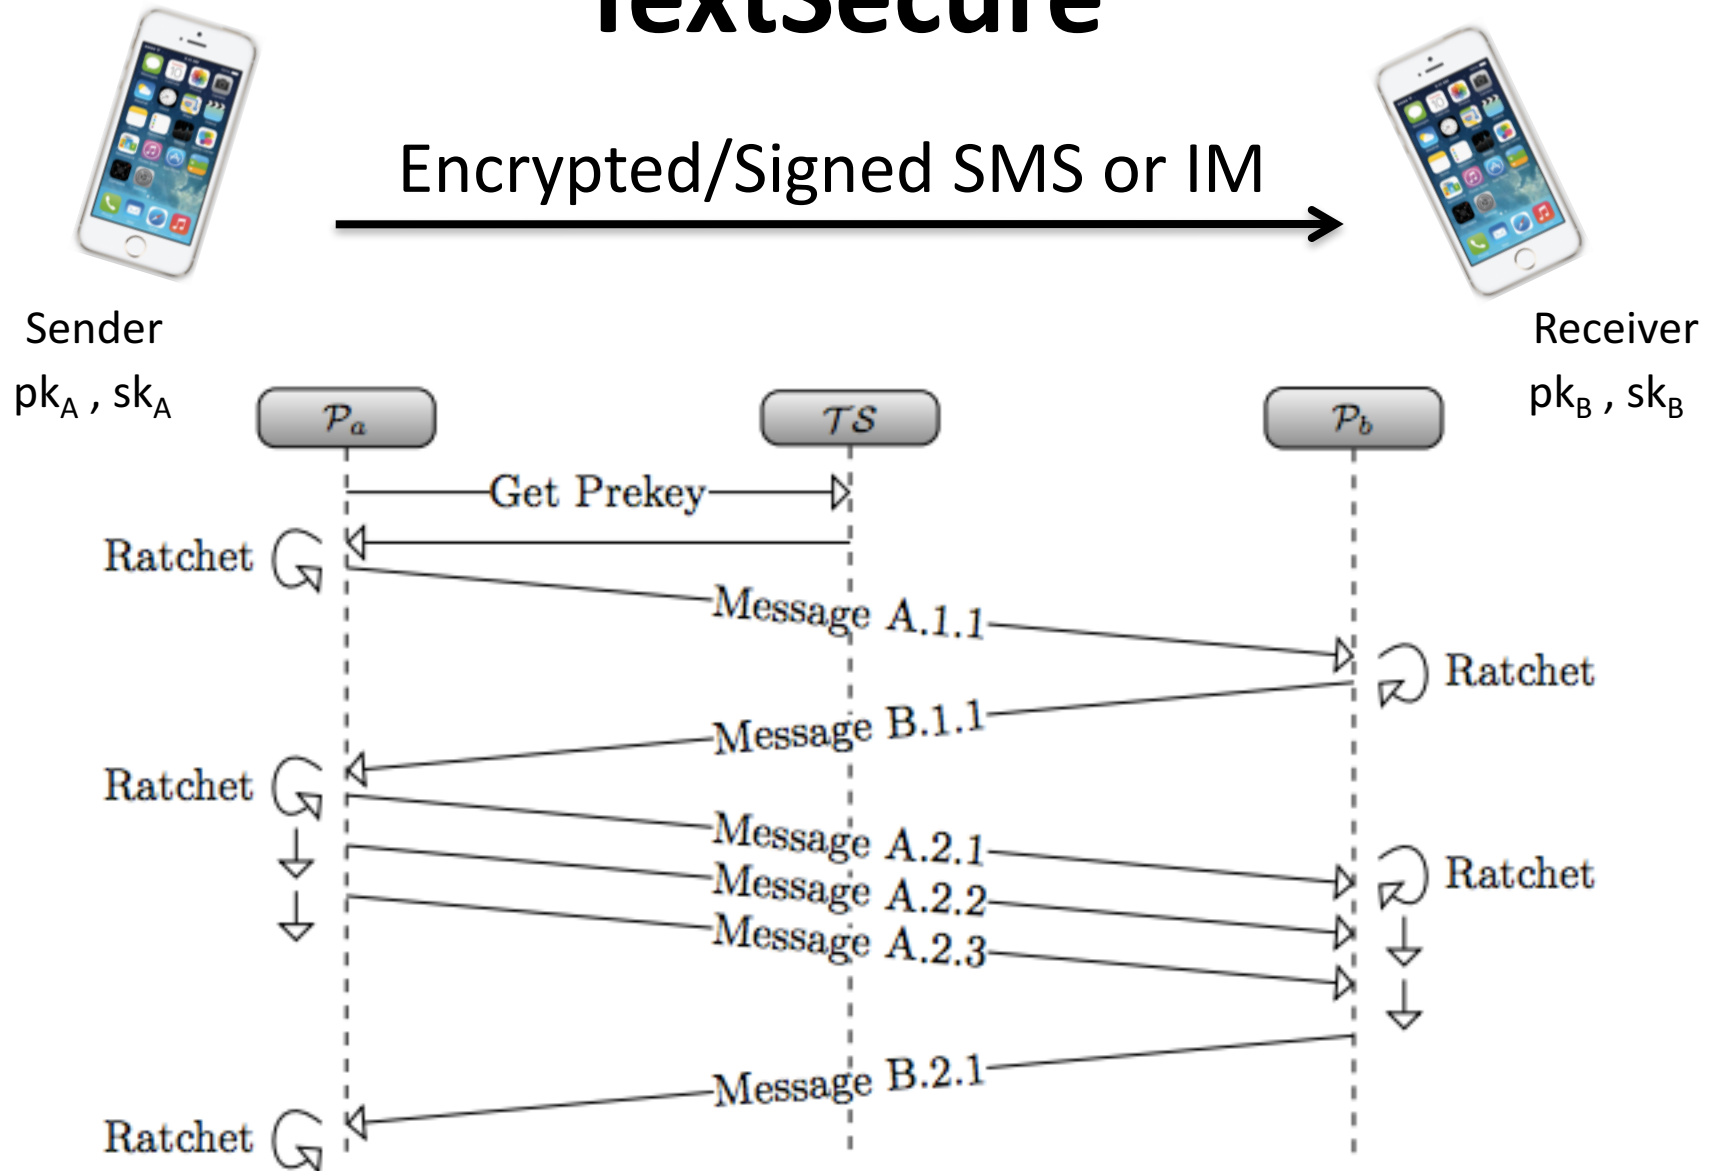 TextSecure
Encrypted/Signed SMS or IM
Sender
pkA , skA
Receiver
pkB , skB
Pa
TS
Pb
Get Prekey
Ratchet
Message A.1.1
Ratchet
Message B.1.1
Ratchet
Message A.2.1
Ratchet
Message A.2.2
Message A.2.3
Message B.2.1
Ratchet